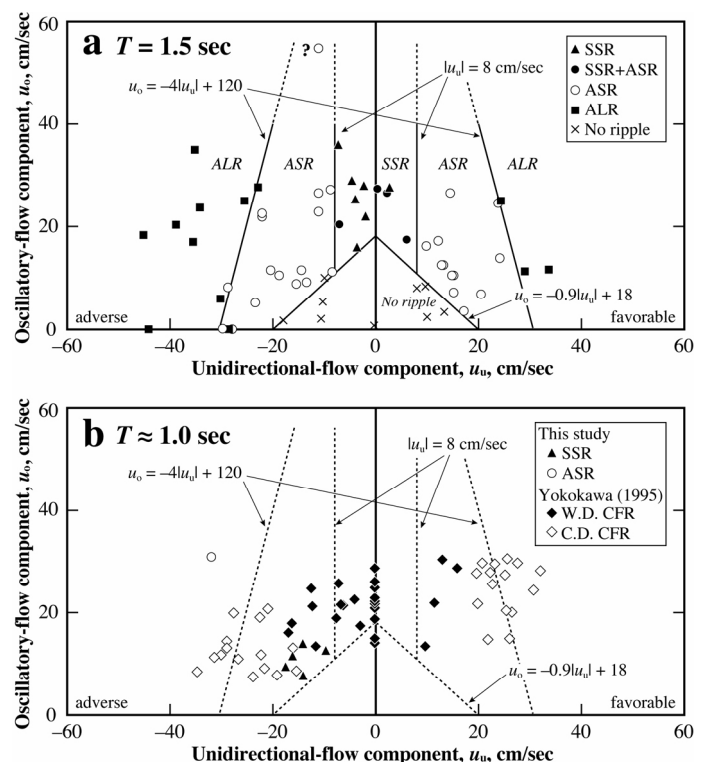 a T = 1.5 sec
?
uₒ = –4|uᵤ| + 120
|uᵤ| = 8 cm/sec
SSR
SSR+ASR
ASR
ALR
No ripple
ALR ASR SSR ASR ALR
No ripple
uₒ = –0.9|uᵤ| + 18
adverse
favorable
60
40
20
0
Oscillatory-flow component, uₒ, cm/sec
–60 –40 –20 0 20 40 60
Unidirectional-flow component, uᵤ, cm/sec
b T ≈ 1.0 sec
uₒ = –4|uᵤ| + 120
|uᵤ| = 8 cm/sec
This study
SSR
ASR
Yokokawa (1995)
W.D. CFR
C.D. CFR
uₒ = –0.9|uᵤ| + 18
adverse
favorable
60
40
20
0
Oscillatory-flow component, uₒ, cm/sec
–60 –40 –20 0 20 40 60
Unidirectional-flow component, uᵤ, cm/sec